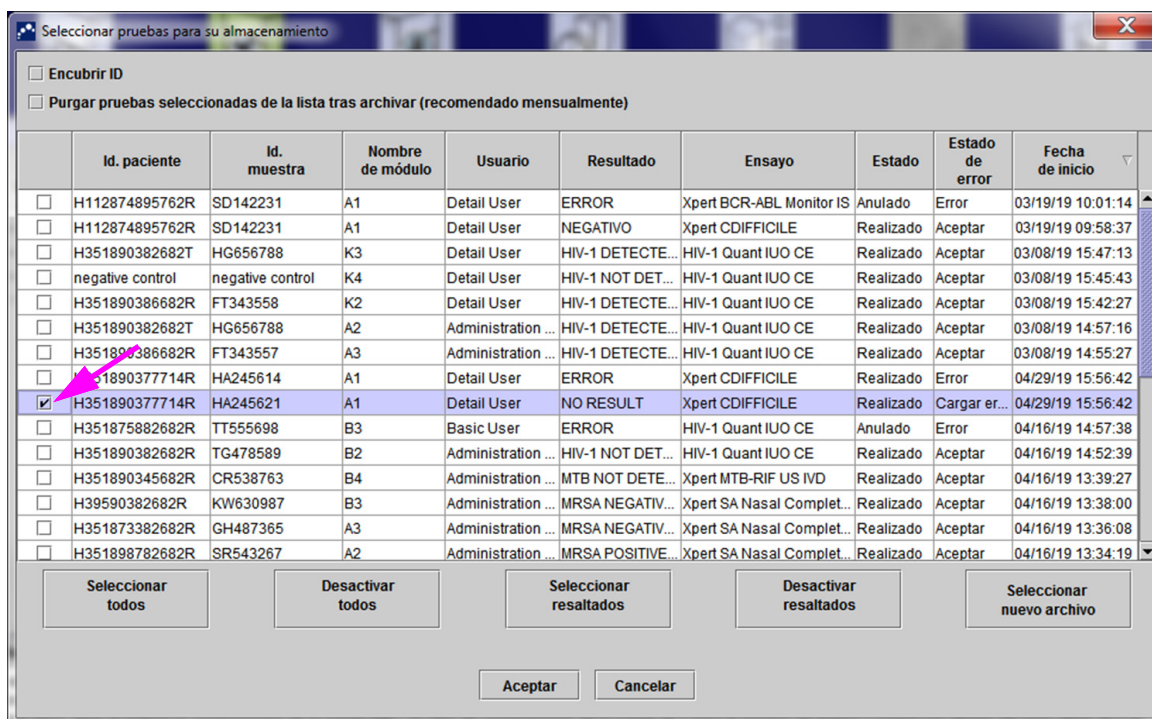 Seleccionar pruebas para su almacenamiento
Encubrir ID
Purgar pruebas seleccionadas de la lista tras archivar (recomendado mensualmente)
Id. paciente Id. muestra Nombre de módulo Usuario Resultado Ensayo Estado Estado de error Fecha de inicio
H112874895762R SD142231 A1 Detail User ERROR Xpert BCR-ABL Monitor IS Anulado Error 03/19/19 10:01:14
H112874895762R SD142231 A1 Detail User NEGATIVO Xpert CDIFFICILE Realizado Aceptar 03/19/19 09:58:37
H351890382682T HG656788 K3 Detail User HIV-1 DETECTE... HIV-1 Quant IUO CE Realizado Aceptar 03/08/19 15:47:13
negative control negative control K4 Detail User HIV-1 NOT DET... HIV-1 Quant IUO CE Realizado Aceptar 03/08/19 15:45:43
H351890386682R FT343558 K2 Detail User HIV-1 DETECTE... HIV-1 Quant IUO CE Realizado Aceptar 03/08/19 15:42:27
H351890382682T HG656788 A2 Administration ... HIV-1 DETECTE... HIV-1 Quant IUO CE Realizado Aceptar 03/08/19 14:57:16
H351890386682R FT343557 A3 Administration ... HIV-1 DETECTE... HIV-1 Quant IUO CE Realizado Aceptar 03/08/19 14:55:27
HA245614 A1 Detail User ERROR Xpert CDIFFICILE Realizado Error 04/29/19 15:56:42
H351890377714R HA245621 A1 Detail User NO RESULT Xpert CDIFFICILE Realizado Cargar er... 04/29/19 15:56:42
H351875882682R TT555698 B3 Basic User ERROR HIV-1 Quant IUO CE Anulado Error 04/16/19 14:57:38
H351890382682R TG478589 B2 Administration ... HIV-1 NOT DET... HIV-1 Quant IUO CE Realizado Aceptar 04/16/19 14:52:39
H351890345682R CR538763 B4 Administration ... MTB NOT DETE... Xpert MTB-RIF US IVD Realizado Aceptar 04/16/19 13:39:27
H39590382682R KW630987 B3 Administration ... MRSA NEGATIV... Xpert SA Nasal Complet... Realizado Aceptar 04/16/19 13:38:00
H351873382682R GH487365 A3 Administration ... MRSA NEGATIV... Xpert SA Nasal Complet... Realizado Aceptar 04/16/19 13:36:08
H351898782682R SR543267 A2 Administration ... MRSA POSITIVE... Xpert SA Nasal Complet... Realizado Aceptar 04/16/19 13:34:19
Seleccionar todos Desactivar todos Seleccionar resaltados Desactivar resaltados Seleccionar nuevo archivo
Aceptar Cancelar